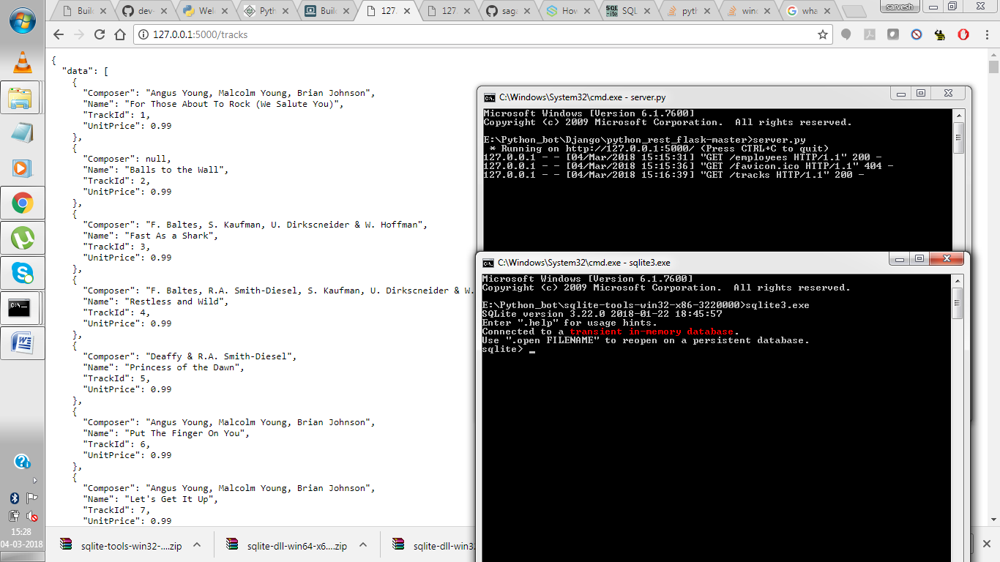 Build
dev-
Wel
Pyth
Build
127.
127.
saga
How
SQL
pyth
wind
wha
sarvesh
127.0.0.1:5000/tracks
{
"data": [
{
"Composer": "Angus Young, Malcolm Young, Brian Johnson",
"Name": "For Those About To Rock (We Salute You)",
"TrackId": 1,
"UnitPrice": 0.99
},
{
"Composer": null,
"Name": "Balls to the Wall",
"TrackId": 2,
"UnitPrice": 0.99
},
{
"Composer": "F. Baltes, S. Kaufman, U. Dirkscneider & W. Hoffman",
"Name": "Fast As a Shark",
"TrackId": 3,
"UnitPrice": 0.99
},
{
"Composer": "F. Baltes, R.A. Smith-Diesel, S. Kaufman, U. Dirkscneider & W.
"Name": "Restless and Wild",
"TrackId": 4,
"UnitPrice": 0.99
},
{
"Composer": "Deaffy & R.A. Smith-Diesel",
"Name": "Princess of the Dawn",
"TrackId": 5,
"UnitPrice": 0.99
},
{
"Composer": "Angus Young, Malcolm Young, Brian Johnson",
"Name": "Put The Finger On You",
"TrackId": 6,
"UnitPrice": 0.99
},
{
"Composer": "Angus Young, Malcolm Young, Brian Johnson",
"Name": "Let's Get It Up",
"TrackId": 7,
"UnitPrice": 0.99
C:\Windows\System32\cmd.exe - server.py
Microsoft Windows [Version 6.1.7600]
Copyright (c) 2009 Microsoft Corporation.  All rights reserved.
E:\Python_bot\Django\python_rest_flask-master>server.py
* Running on http://127.0.0.1:5000/ (Press CTRL+C to quit)
127.0.0.1 - - [04/Mar/2018 15:15:31] "GET /employees HTTP/1.1" 200 -
127.0.0.1 - - [04/Mar/2018 15:15:36] "GET /favicon.ico HTTP/1.1" 404 -
127.0.0.1 - - [04/Mar/2018 15:16:39] "GET /tracks HTTP/1.1" 200 -
C:\Windows\System32\cmd.exe - sqlite3.exe
Microsoft Windows [Version 6.1.7600]
Copyright (c) 2009 Microsoft Corporation.  All rights reserved.
E:\Python_bot\sqlite-tools-win32-x86-3220000>sqlite3.exe
SQLite version 3.22.0 2018-01-22 18:45:57
Enter ".help" for usage hints.
Connected to a transient in-memory database.
Use ".open FILENAME" to reopen on a persistent database.
sqlite> _
15:28
04-03-2018
sqlite-tools-win32-....zip
sqlite-dll-win64-x6....zip
sqlite-dll-win3